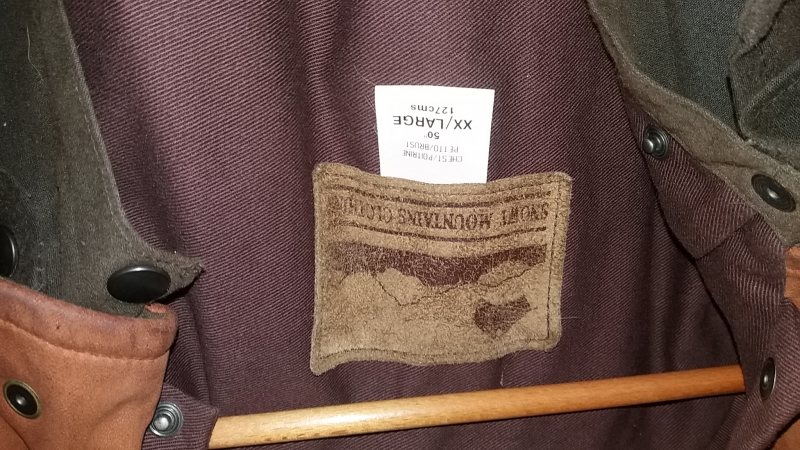 SNOWY MOUNTAINS CLOTHING
CHEST/POITRINE
PETTO/BRUST
50"
XX/LARGE
127cms